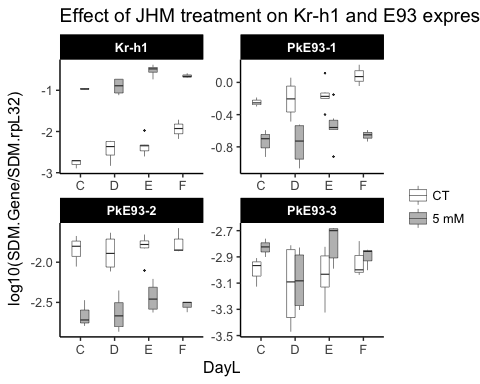 Effect of JHM treatment on Kr-h1 and E93 expres
Kr-h1
PkE93-1
-1
-2
-3
0.0
-0.4
-0.8
C D E F
C D E F
PkE93-2
PkE93-3
-2.0
-2.5
-2.7
-2.9
-3.1
-3.3
-3.5
C D E F
C D E F
DayL
log10(SDM.Gene/SDM.rpL32)
CT
5 mM